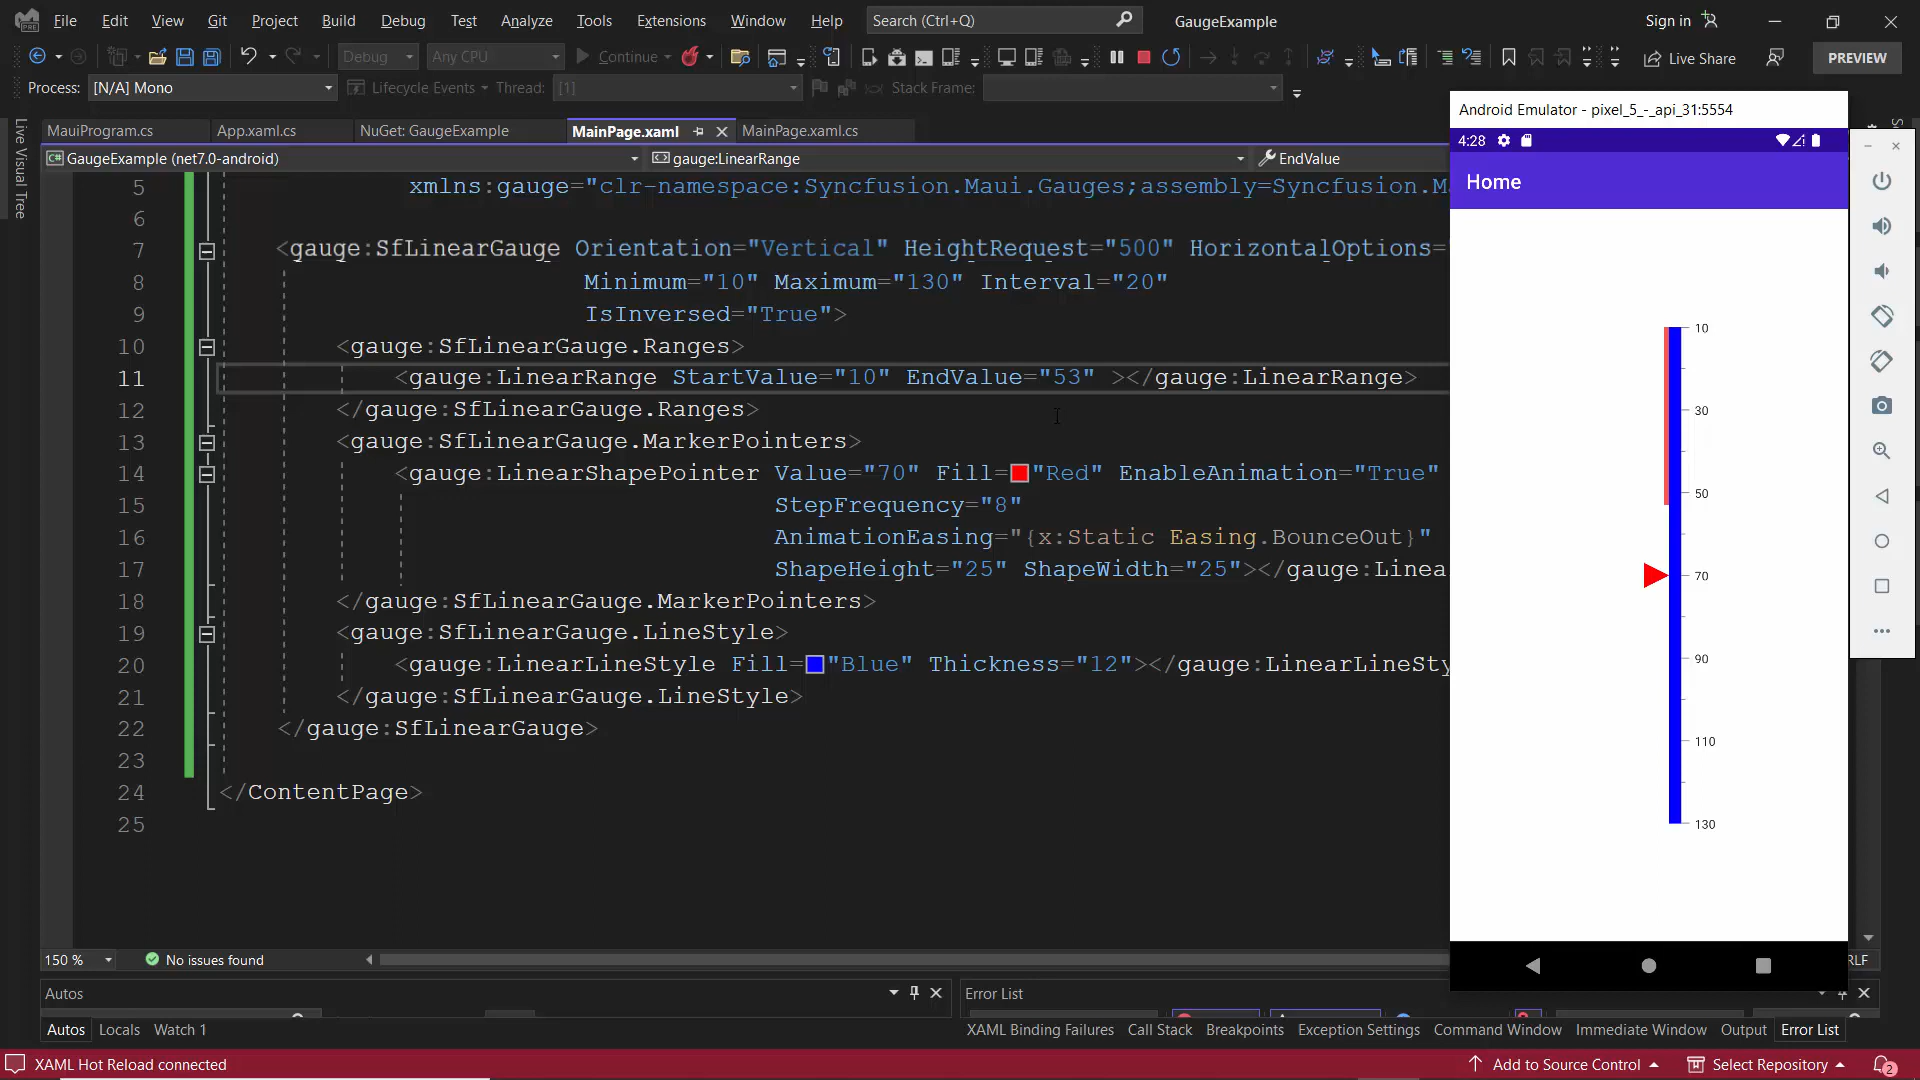 File Edit View Git Project Build Debug Test Analyze Tools Extensions Window Help Search (Ctrl+Q) GaugeExample Sign in
Debug Any CPU Continue Live Share PREVIEW
Process: [N/A] Mono Lifecycle Events Thread: [1] Stack Frame:
MauiProgram.cs App.xaml.cs NuGet: GaugeExample MainPage.xaml MainPage.xaml.cs
GaugeExample (net7.0-android) gauge:LinearRange EndValue
Live Visual Tree
5 xmlns:gauge="clr-namespace:Syncfusion.Maui.Gauges;assembly=Syncfusion.Ma
6
7 <gauge:SfLinearGauge Orientation="Vertical" HeightRequest="500" HorizontalOptions=
8 Minimum="10" Maximum="130" Interval="20"
9 IsInversed="True">
10 <gauge:SfLinearGauge.Ranges>
11 <gauge:LinearRange StartValue="10" EndValue="53" ></gauge:LinearRange>
12 </gauge:SfLinearGauge.Ranges>
13 <gauge:SfLinearGauge.MarkerPointers>
14 <gauge:LinearShapePointer Value="70" Fill="Red" EnableAnimation="True"
15 StepFrequency="8"
16 AnimationEasing="{x:Static Easing.BounceOut}"
17 ShapeHeight="25" ShapeWidth="25"></gauge:Linea
18 </gauge:SfLinearGauge.MarkerPointers>
19 <gauge:SfLinearGauge.LineStyle>
20 <gauge:LinearLineStyle Fill="Blue" Thickness="12"></gauge:LinearLineSty
21 </gauge:SfLinearGauge.LineStyle>
22 </gauge:SfLinearGauge>
23
24 </ContentPage>
25
Android Emulator - pixel_5_-_api_31:5554
4:28
Home
10
30
50
70
90
110
130
150 % No issues found RLF
Autos Error List
Autos Locals Watch 1 XAML Binding Failures Call Stack Breakpoints Exception Settings Command Window Immediate Window Output Error List
XAML Hot Reload connected Add to Source Control Select Repository 2